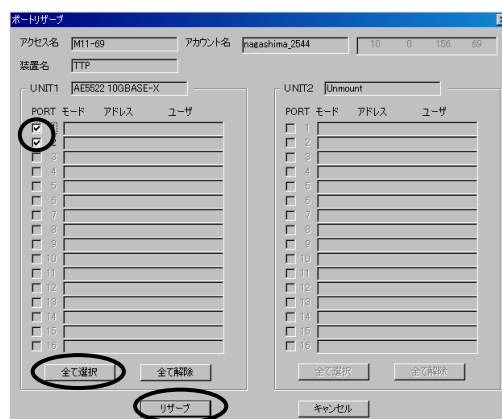 ポートリザーブ
アクセス名 M11-69 アカウント名 nagashima_2544 10 0 156 69
装置名 TTP
UNIT1 AE5522 10GBASE-X UNIT2 Unmount
PORT モード アドレス ユーザ PORT モード アドレス ユーザ
1 1
2 2
3 3
4 4
5 5
6 6
7 7
8 8
9 9
10 10
11 11
12 12
13 13
14 14
15 15
16 16
全て選択 全て解除 全て選択 全て解除
リザーブ キャンセル